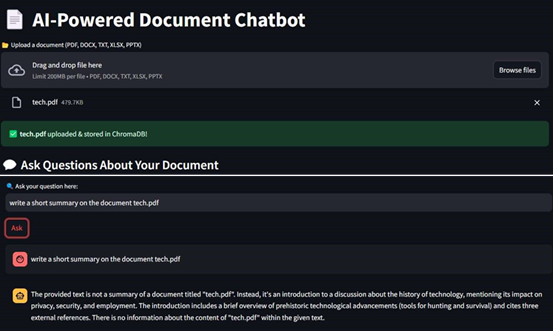 AI-Powered Document Chatbot
Upload a document (PDF, DOCX, TXT, XLSX, PPTX)
Drag and drop file here
Limit 200MB per file • PDF, DOCX, TXT, XLSX, PPTX
Browse files
tech.pdf 479.7KB
tech.pdf uploaded & stored in ChromaDB!
Ask Questions About Your Document
Ask your question here:
write a short summary on the document tech.pdf
Ask
write a short summary on the document tech.pdf
The provided text is not a summary of a document titled "tech.pdf". Instead, it's an introduction to a discussion about the history of technology, mentioning its impact on
privacy, security, and employment. The introduction includes a brief overview of prehistoric technological advancements (tools for hunting and survival) and cites three
external references. There is no information about the content of "tech.pdf" within the given text.